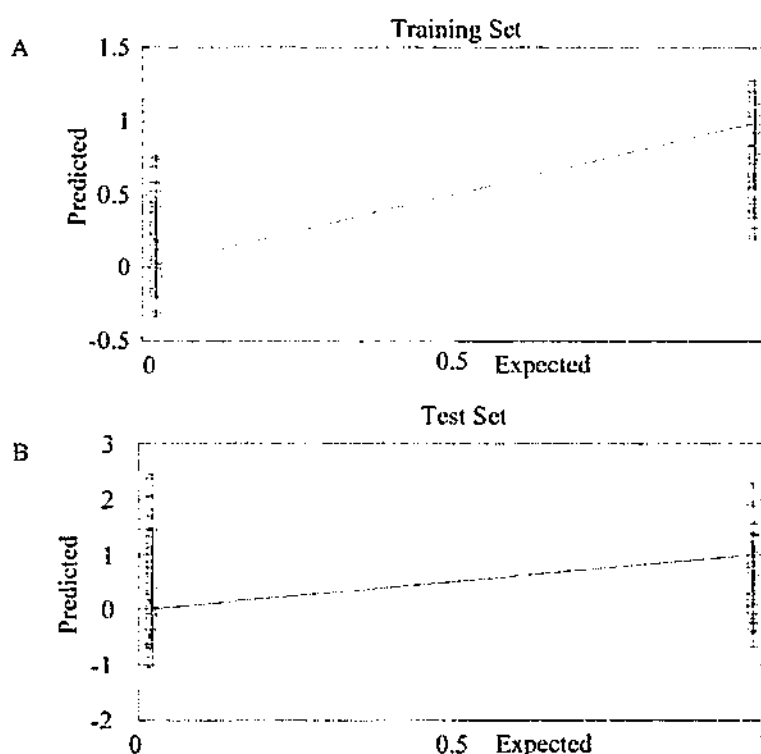 A
Training Set
1.5
1
0.5
0
-0.5
Predicted
0
0.5
Expected
B
Test Set
3
2
1
0
-1
-2
Predicted
0
0.5
Expected